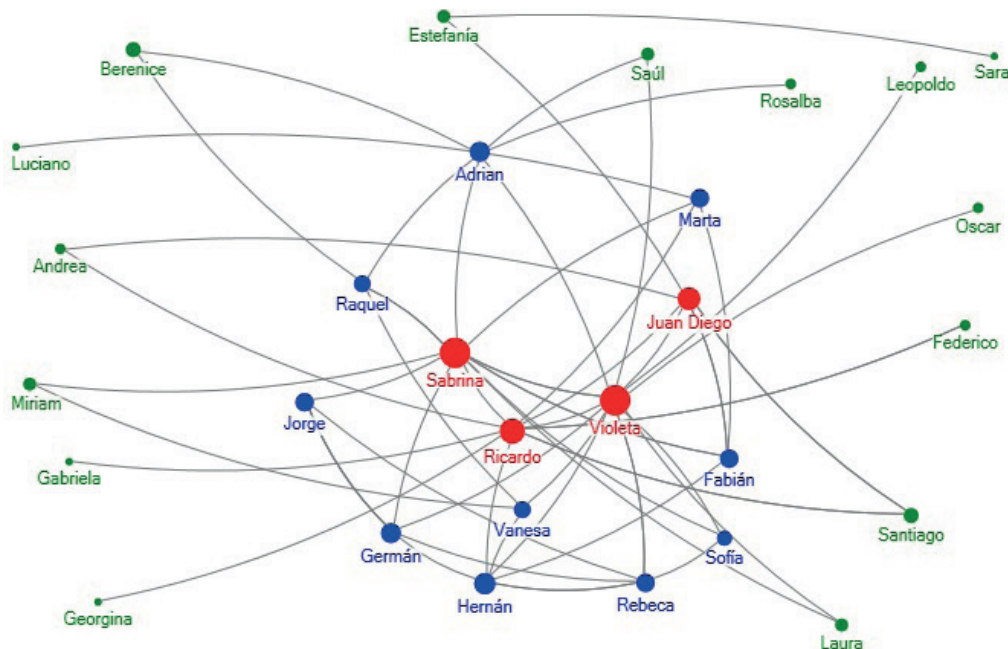 Estefanía
Berenice
Saúl
Sara
Leopoldo
Rosalba
Luciano
Adrian
Marta
Oscar
Andrea
Raquel
Juan Diego
Federico
Sabrina
Miriam
Jorge
Violeta
Ricardo
Gabriela
Fabián
Vanesa
Santiago
Germán
Sofía
Hernán
Rebeca
Georgina
Laura